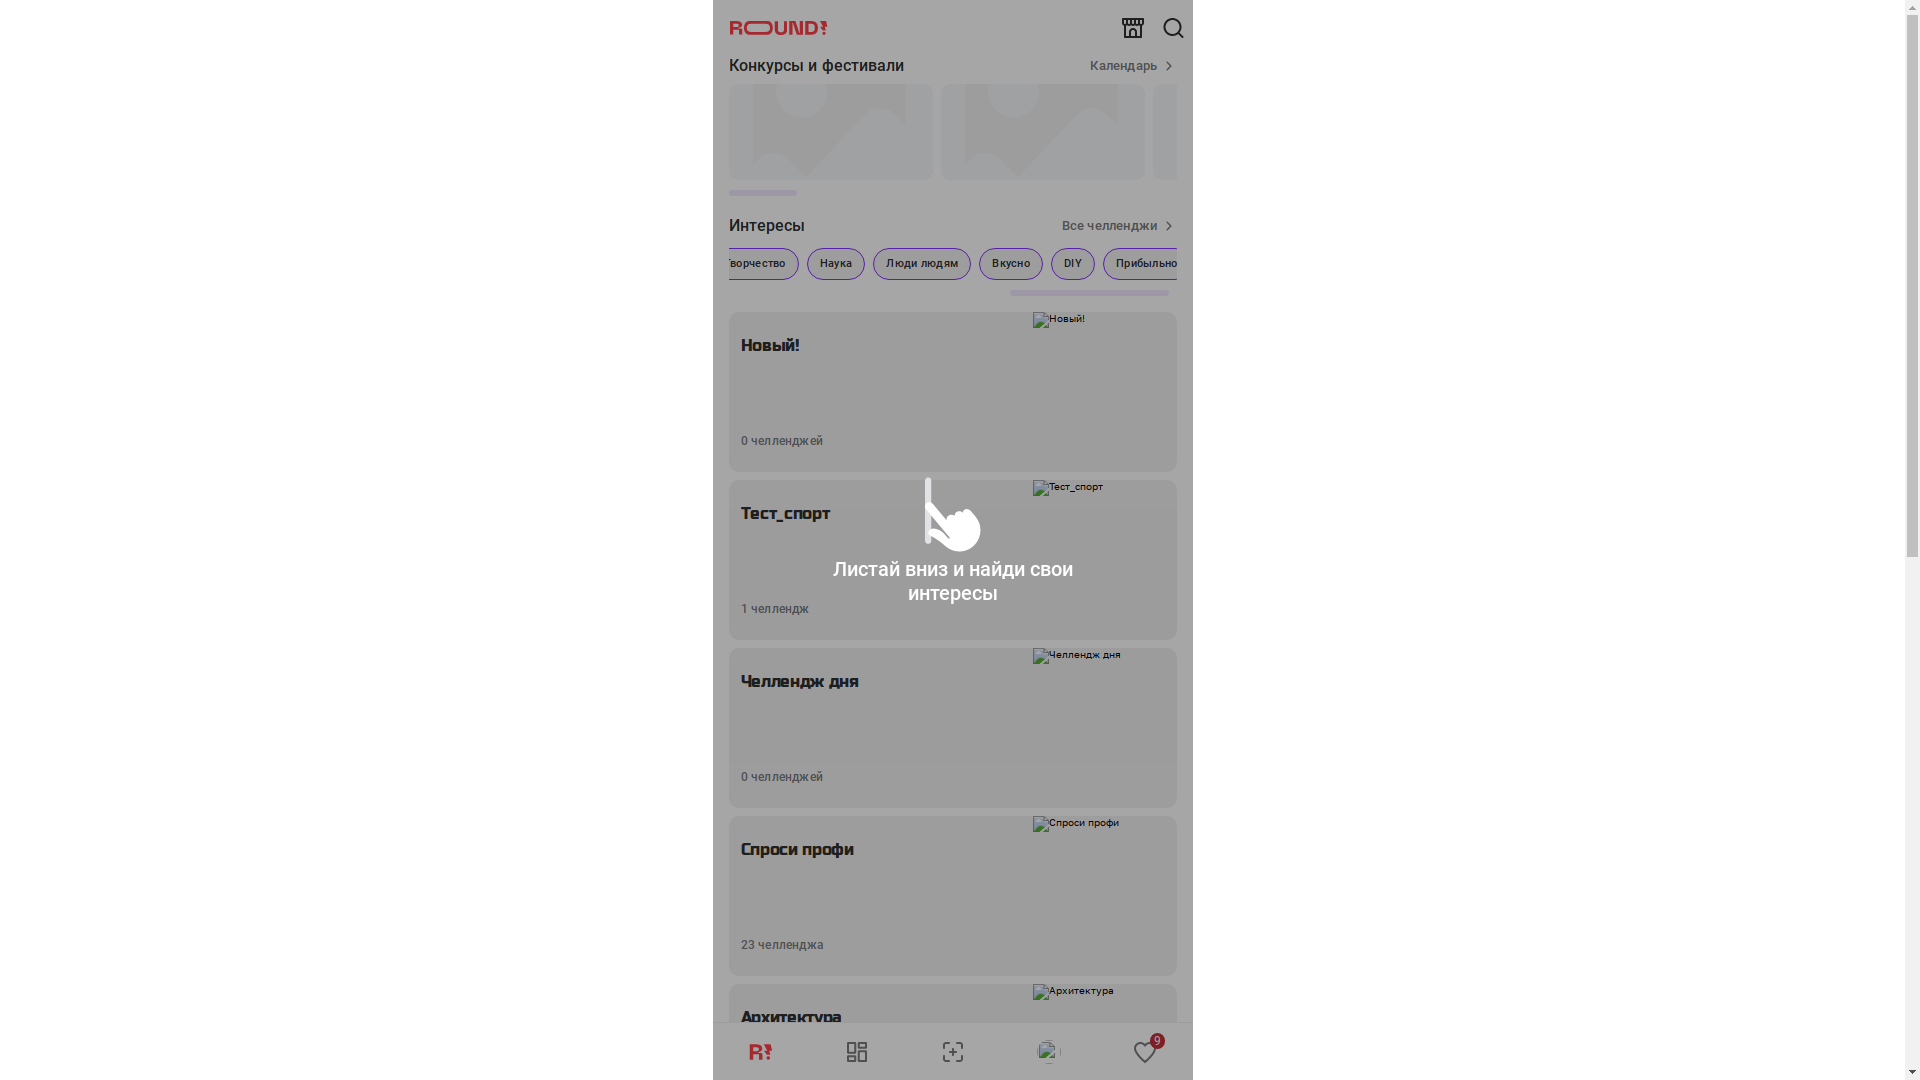 ROUND!
Конкурсы и фестивали
Календарь
Интересы
Все челленджи
Творчество
Наука
Люди людям
Вкусно
DIY
Прибыльно
Новый!
Новый!
0 челленджей
Тест_спорт
Тест_спорт
Листай вниз и найди свои
интересы
1 челлендж
Челлендж дня
Челлендж дня
0 челленджей
Спроси профи
Спроси профи
23 челленджа
Архитектура
Архитектура
R!
9